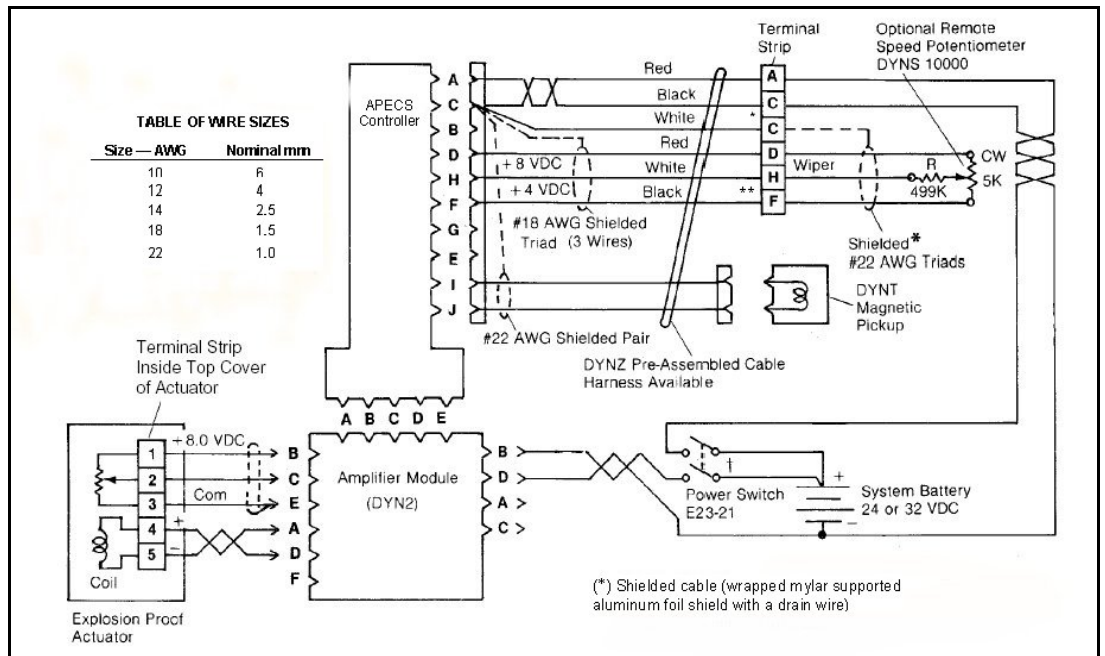 Terminal
Strip
Optional Remote
Speed Potentiometer
DYNS 10000
APECS
Controller
A
C
B
D
H
F
G
E
I
J
Red
Black
White
Red
+ 8 VDC
White
+ 4 VDC
Black
*
**
A
C
C
D
H
F
Wiper
R
499K
CW
5K
#18 AWG Shielded
Triad (3 Wires)
Shielded*
#22 AWG Triads
DYNT
Magnetic
Pickup
#22 AWG Shielded Pair
DYNZ Pre-Assembled Cable
Harness Available
TABLE OF WIRE SIZES
Size — AWG Nominal mm
10 6
12 4
14 2.5
18 1.5
22 1.0
Terminal Strip
Inside Top Cover
of Actuator
A B C D E
+8.0 VDC
1
2
3
4
5
Com
+
–
Coil
Explosion Proof
Actuator
B
C
E
A
D
F
Amplifier Module
(DYN2)
B
D
A
C
†
Power Switch
E23-21
+
–
System Battery
24 or 32 VDC
(*) Shielded cable (wrapped mylar supported
aluminum foil shield with a drain wire)